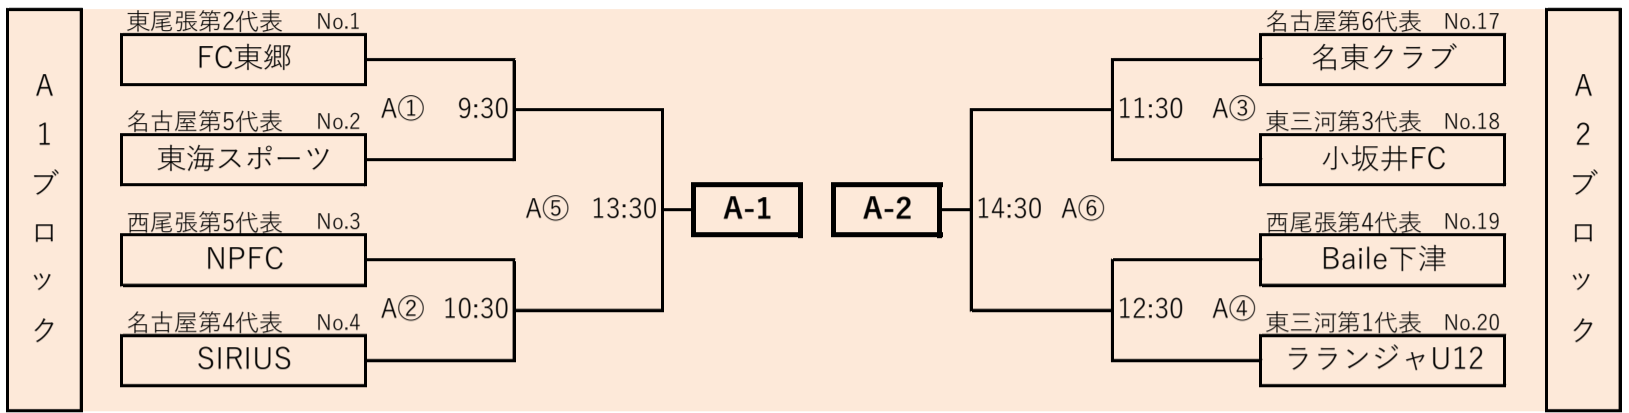 A1ブロック
東尾張第2代表 No.1
FC東郷
A① 9:30
名古屋第5代表 No.2
東海スポーツ
A⑤ 13:30
A-1
西尾張第5代表 No.3
NPFC
A② 10:30
名古屋第4代表 No.4
SIRIUS
名古屋第6代表 No.17
名東クラブ
11:30 A③
東三河第3代表 No.18
小坂井FC
A-2
14:30 A⑥
西尾張第4代表 No.19
Baile下津
12:30 A④
東三河第1代表 No.20
ラランジャU12
A2ブロック